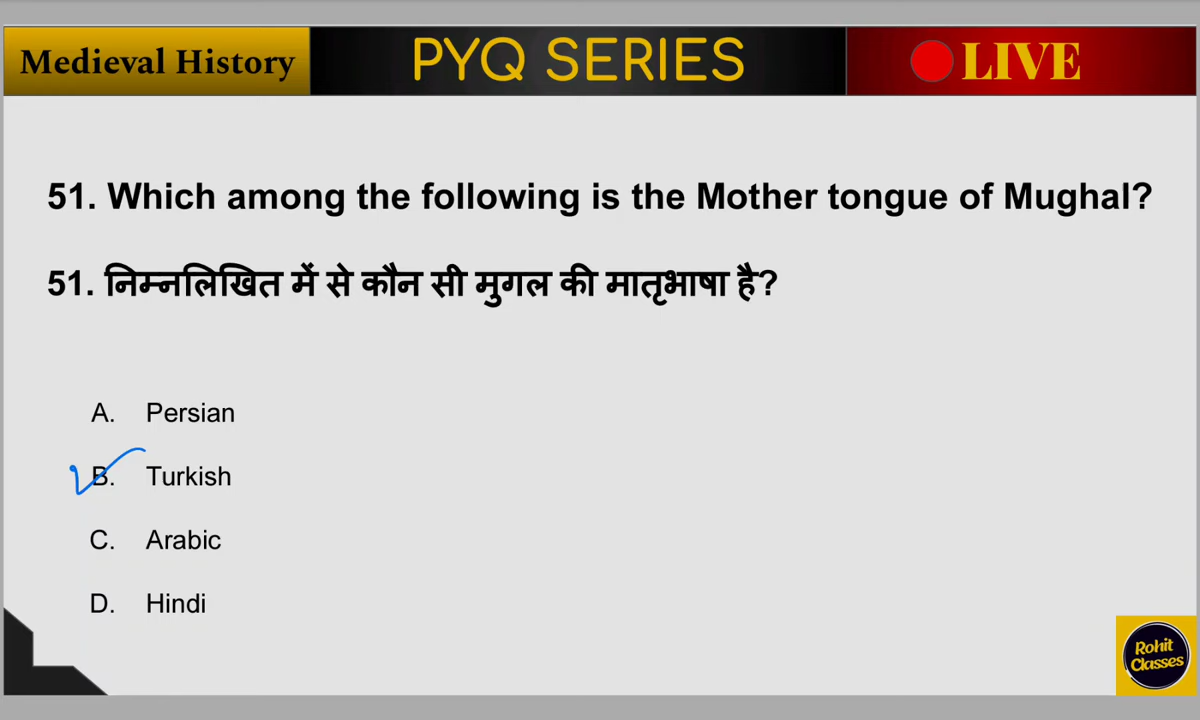 Medieval History
PYQ SERIES
LIVE
51. Which among the following is the Mother tongue of Mughal?
51. निम्नलिखित में से कौन सी मुगल की मातृभाषा है?
A. Persian
B. Turkish
C. Arabic
D. Hindi
Rohit
Classes